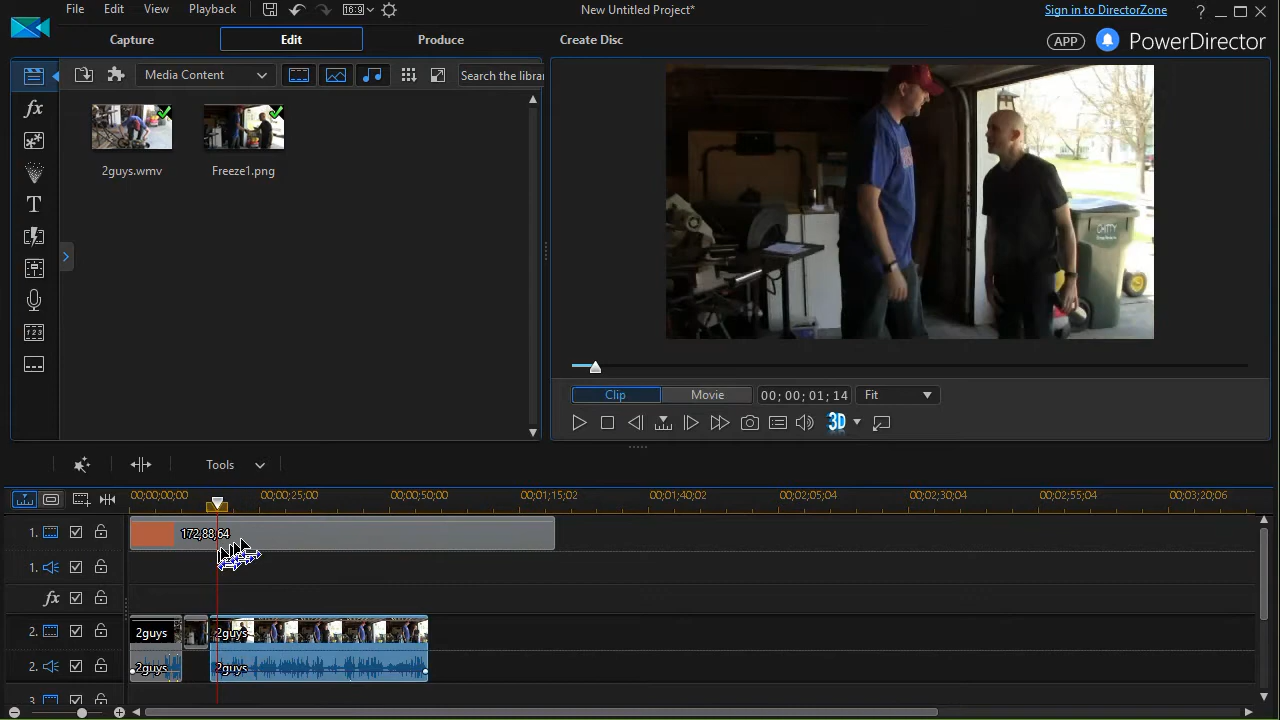 File Edit View Playback 16:9 New Untitled Project* Sign in to DirectorZone ?
Capture Edit Produce Create Disc APP PowerDirector
Media Content Search the librar
2guys.wmv Freeze1.png
CHITTY
Clip Movie 00; 00; 01; 14 Fit
3D
Tools
00;00;00;00 00;00;25;00 00;00;50;00 00;01;15;02 00;01;40;02 00;02;05;04 00;02;30;04 00;02;55;04 00;03;20;06
1. 172,88,64
1.
fx
2. 2guys 2guys
2. 2guys 2guys
3.